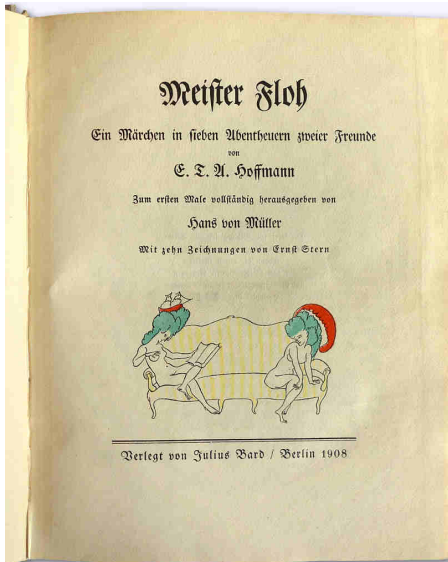 Meister Floh
Ein Märchen in sieben Abentheuern zweier Freunde
von
E. T. A. Hoffmann
Zum ersten Male vollständig herausgegeben von
Hans von Müller
Mit zehn Zeichnungen von Ernst Stern
Verlegt von Julius Bard / Berlin 1908